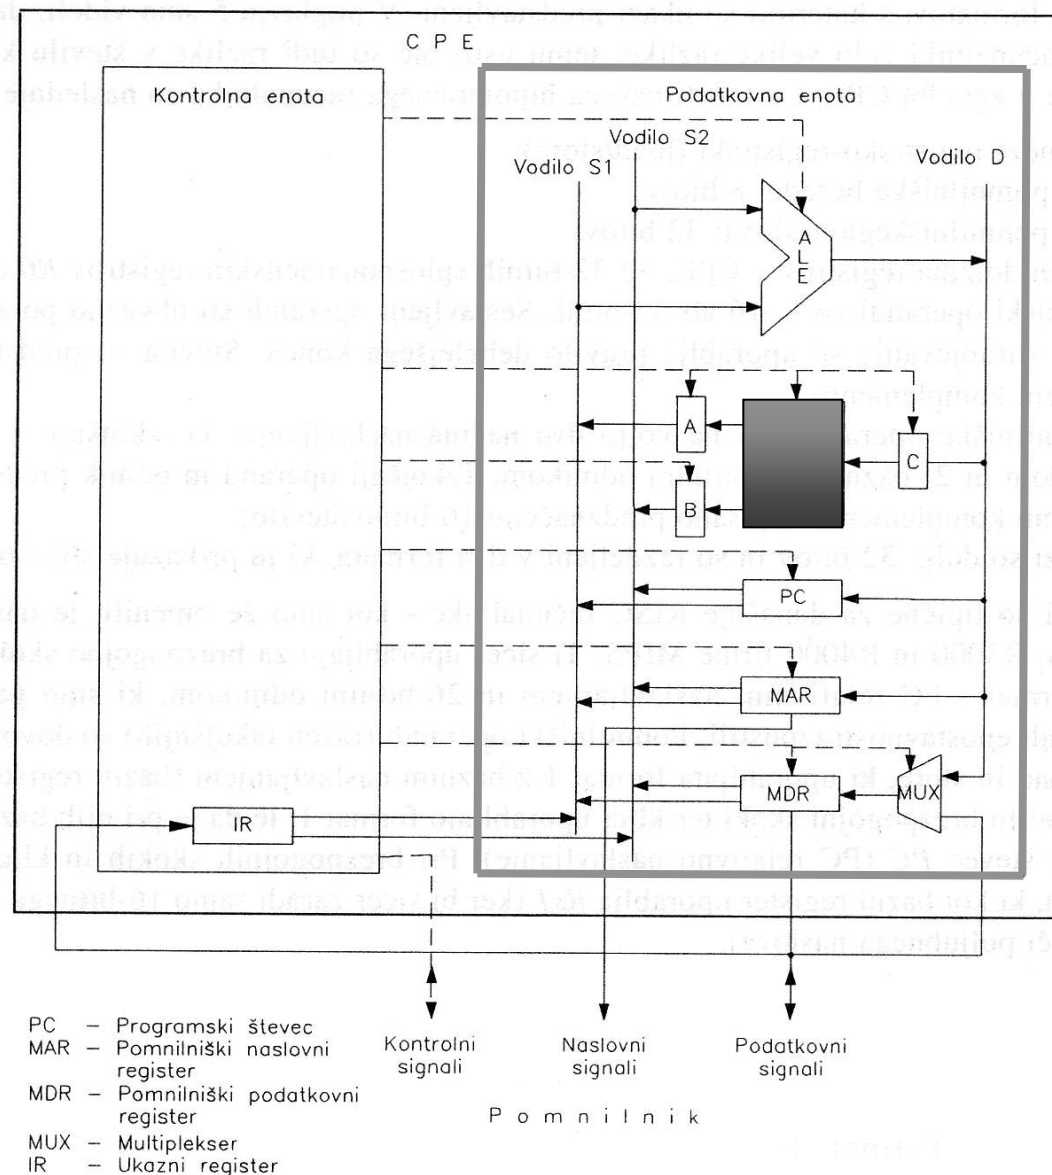 C P E
Kontrolna enota
Podatkovna enota
Vodilo S2
Vodilo S1
Vodilo D
A
L
E
A
B
C
PC
MAR
MDR
MUX
IR
PC – Programski števec
MAR – Pomnilniški naslovni
register
MDR – Pomnilniški podatkovni
register
MUX – Multiplekser
IR – Ukazni register
Kontrolni
signali
Naslovni
signali
Podatkovni
signali
P o m n i l n i k